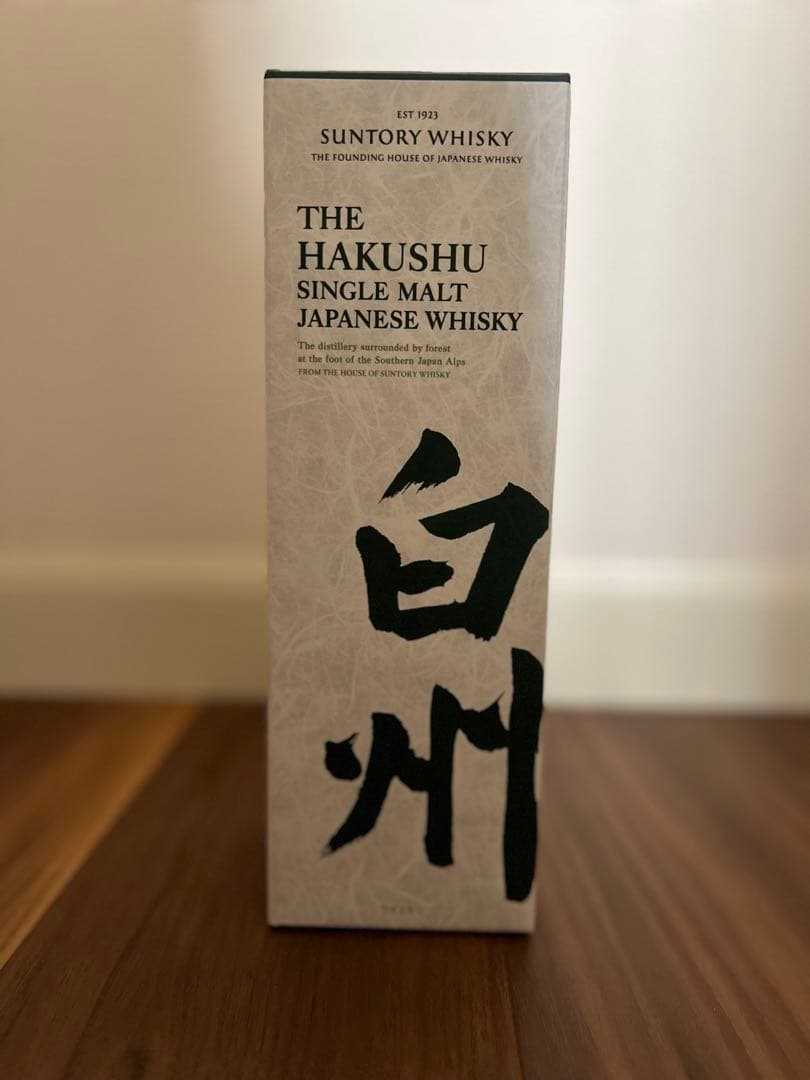 EST 1923
SUNTORY WHISKY
THE FOUNDING HOUSE OF JAPANESE WHISKY
THE
HAKUSHU
SINGLE MALT
JAPANESE WHISKY
The distillery surrounded by forest
at the foot of the Southern Japan Alps
FROM THE HOUSE OF SUNTORY WHISKY
白
州